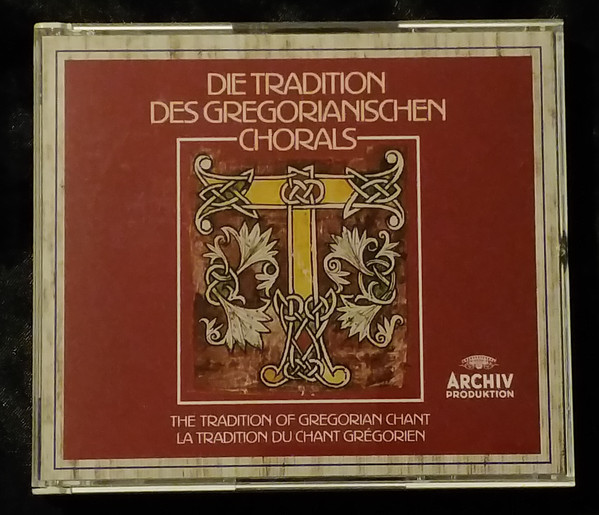 DIE TRADITION
DES GREGORIANISCHEN
CHORALS
THE TRADITION OF GREGORIAN CHANT
LA TRADITION DU CHANT GRÉGORIEN
ARCHIV
PRODUKTION